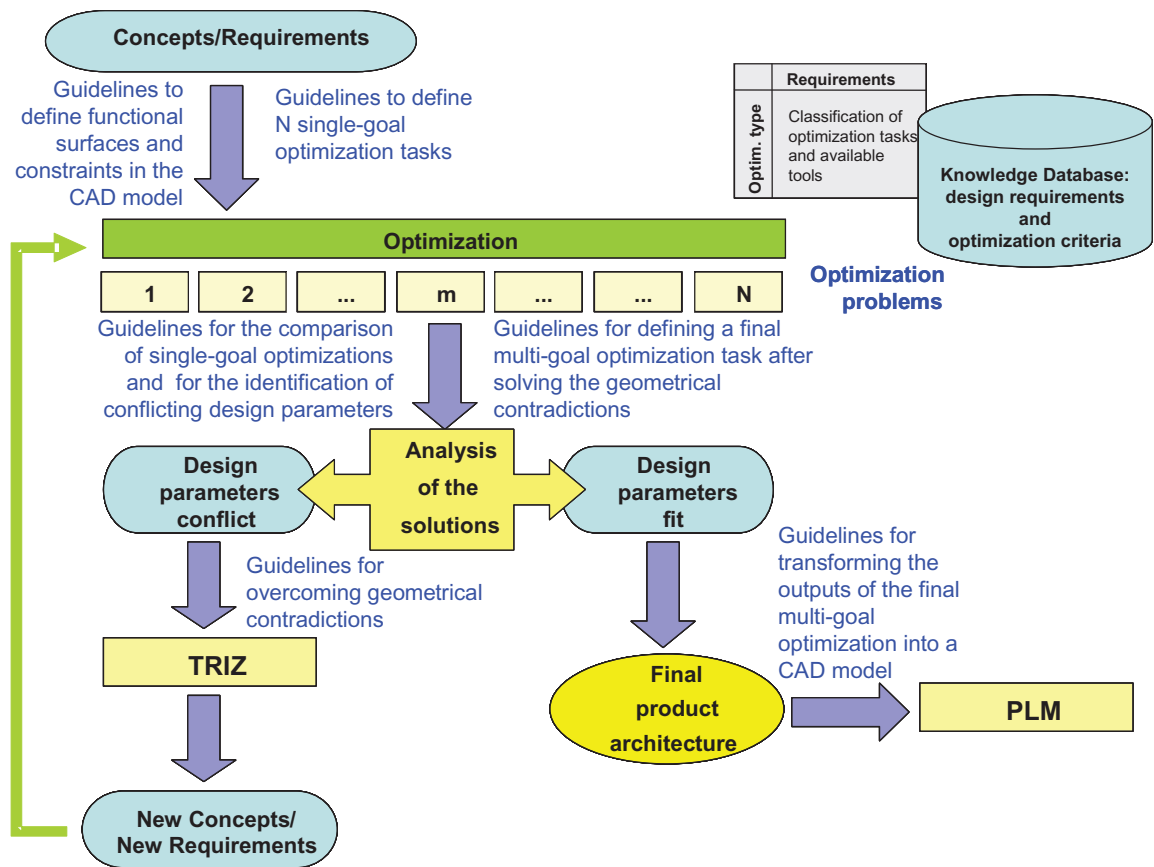 Concepts/Requirements
Guidelines to
define functional
surfaces and
constraints in the
CAD model
Guidelines to define
N single-goal
optimization tasks
Requirements
Optim. type
Classification of
optimization tasks
and available
tools
Knowledge Database:
design requirements
and
optimization criteria
Optimization
1 2 ... m ... ... N
Optimization
problems
Guidelines for the comparison
of single-goal optimizations
and for the identification of
conflicting design parameters
Guidelines for defining a final
multi-goal optimization task after
solving the geometrical
contradictions
Analysis
of the
solutions
Design
parameters
conflict
Design
parameters
fit
Guidelines for
overcoming geometrical
contradictions
Guidelines for
transforming the
outputs of the final
multi-goal
optimization into a
CAD model
TRIZ
Final
product
architecture
PLM
New Concepts/
New Requirements